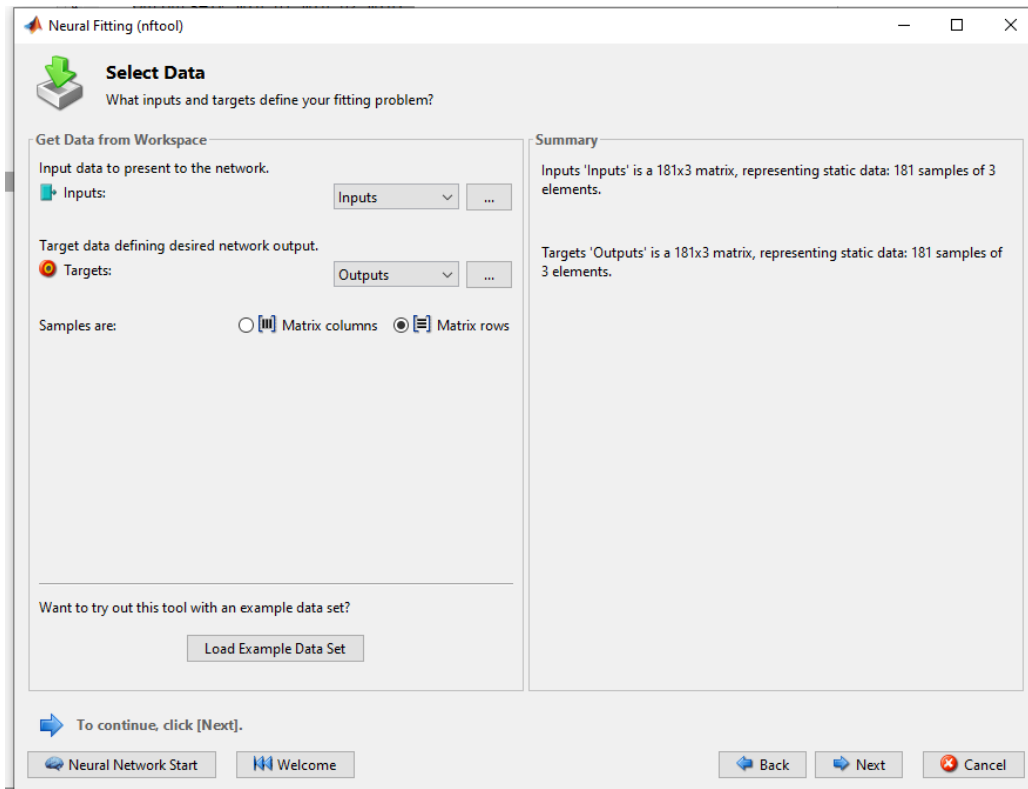 Neural Fitting (nftool)
Select Data
What inputs and targets define your fitting problem?
Get Data from Workspace
Input data to present to the network.
Inputs:
Inputs
...
Target data defining desired network output.
Targets:
Outputs
...
Samples are:
Matrix columns
Matrix rows
Want to try out this tool with an example data set?
Load Example Data Set
Summary
Inputs 'Inputs' is a 181x3 matrix, representing static data: 181 samples of 3
elements.
Targets 'Outputs' is a 181x3 matrix, representing static data: 181 samples of
3 elements.
To continue, click [Next].
Neural Network Start
Welcome
Back
Next
Cancel